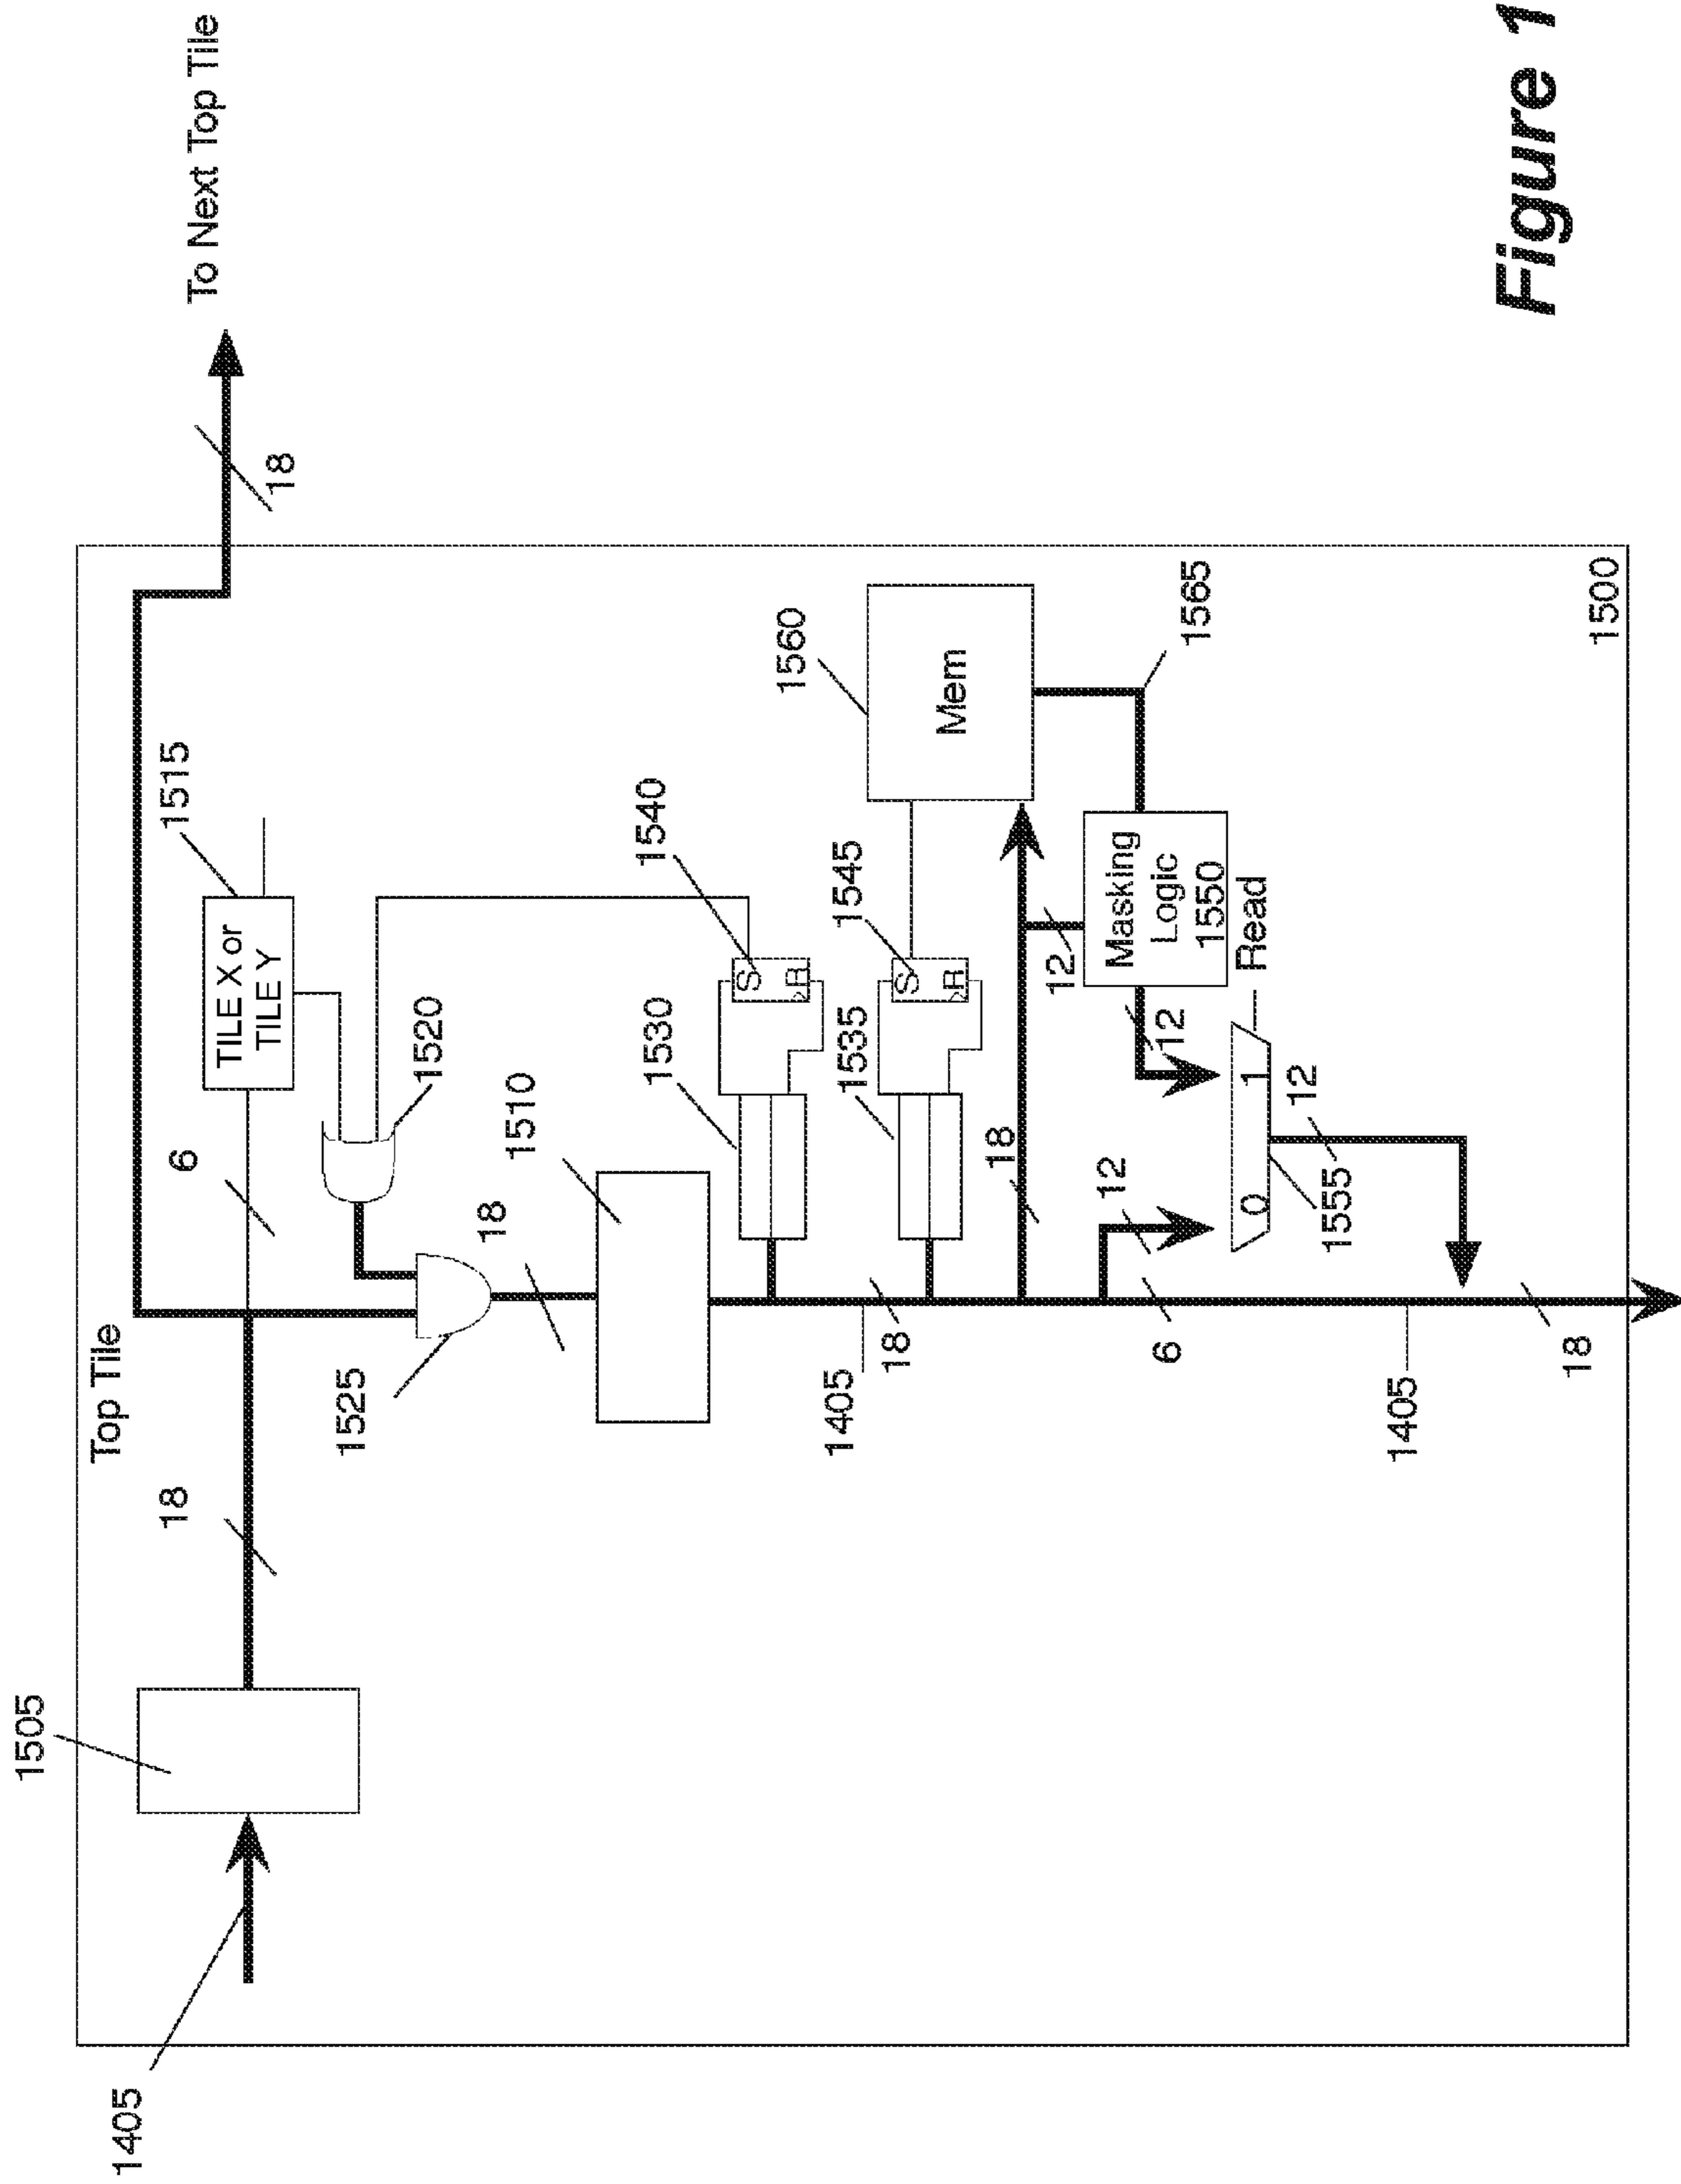 To Next Top Tile
18
Top Tile
1505
1405
18
6
1515
TILE X or
TILE Y
1520
1525
18
1510
1530
1540
1535
1545
1560
Mem
1405
18
18
12
12
Masking
Logic
1550
1565
12
Read
6
0
1
1555
12
1405
18
1500
S
R
S
R
Figure 1